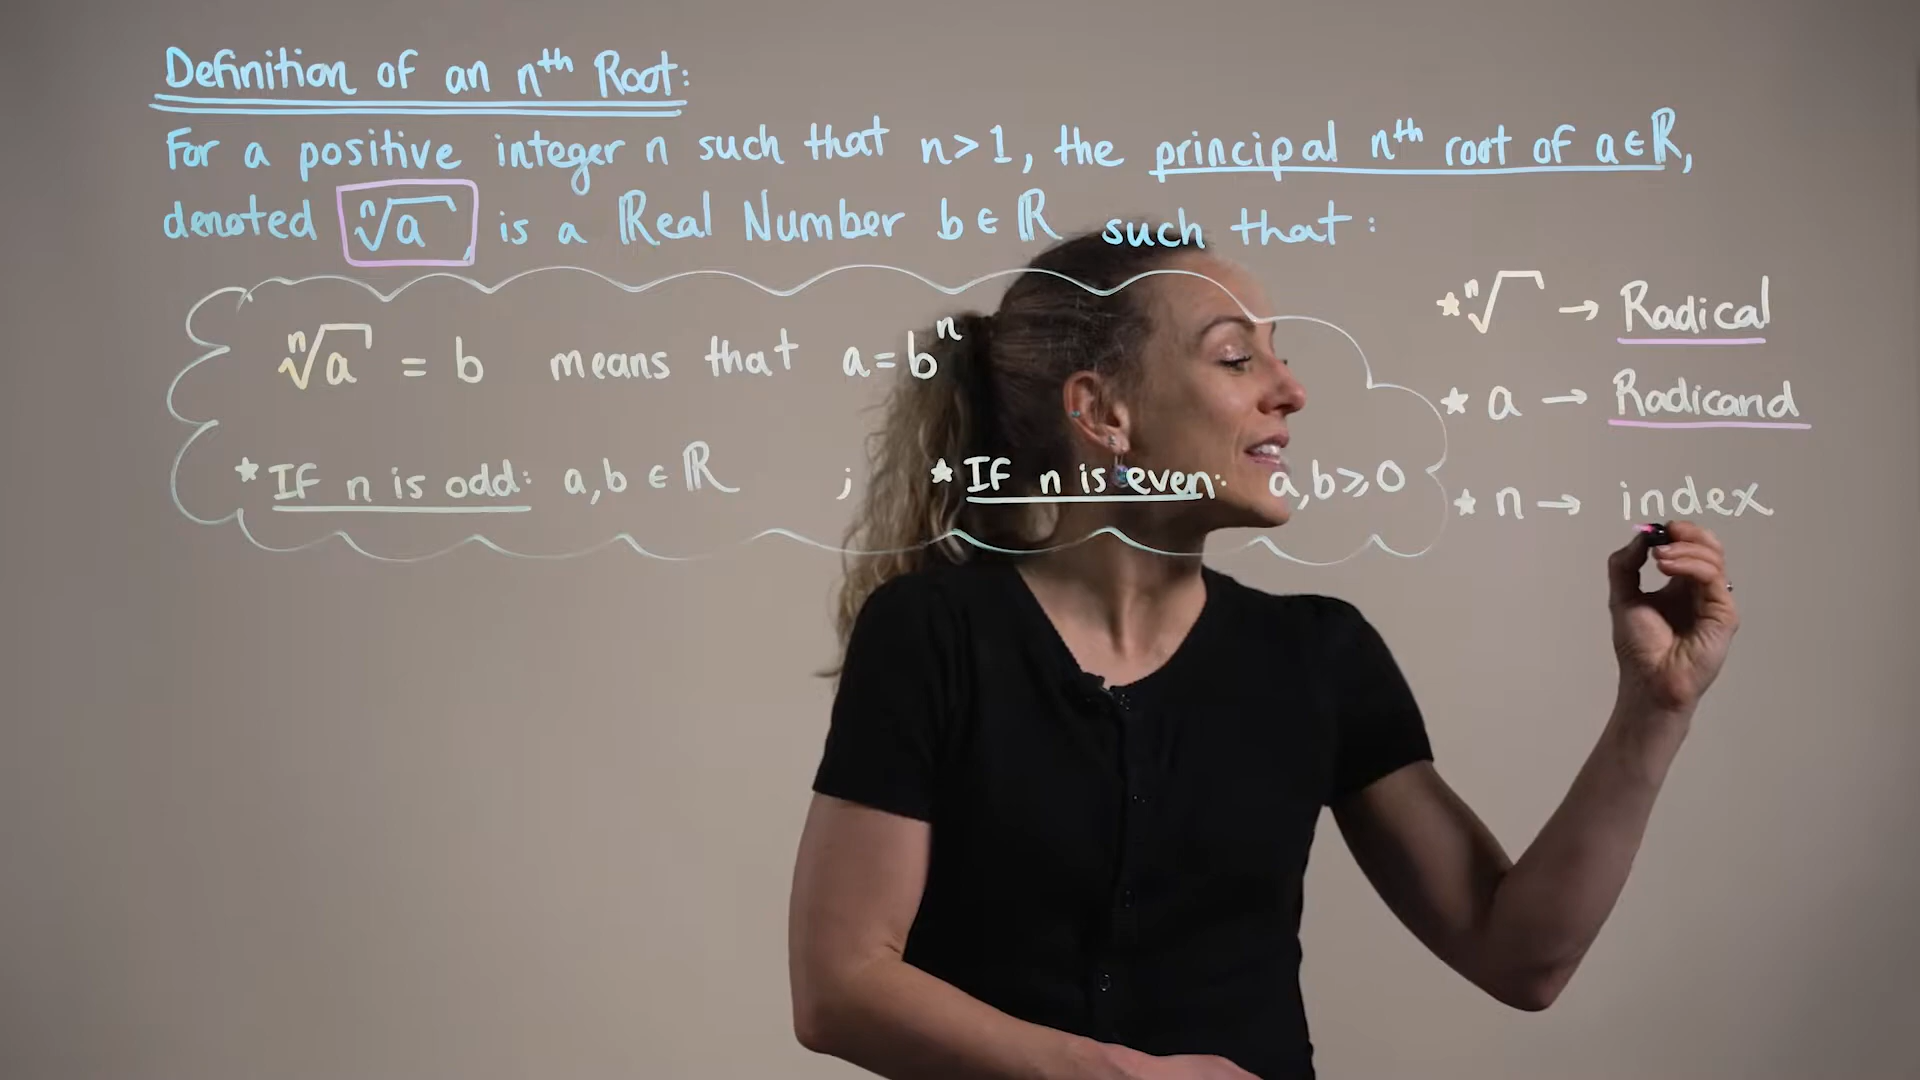 Definition of an nᵗʰ Root:
For a positive integer n such that n>1, the principal nᵗʰ root of a∈ℝ,
denoted ⁿ√a, is a Real Number b∈ℝ such that:
ⁿ√a = b means that a=bⁿ
*If n is odd: a,b∈ℝ ; *If n is even: a,b≥0
*ⁿ√ → Radical
* a → Radicand
* n → index